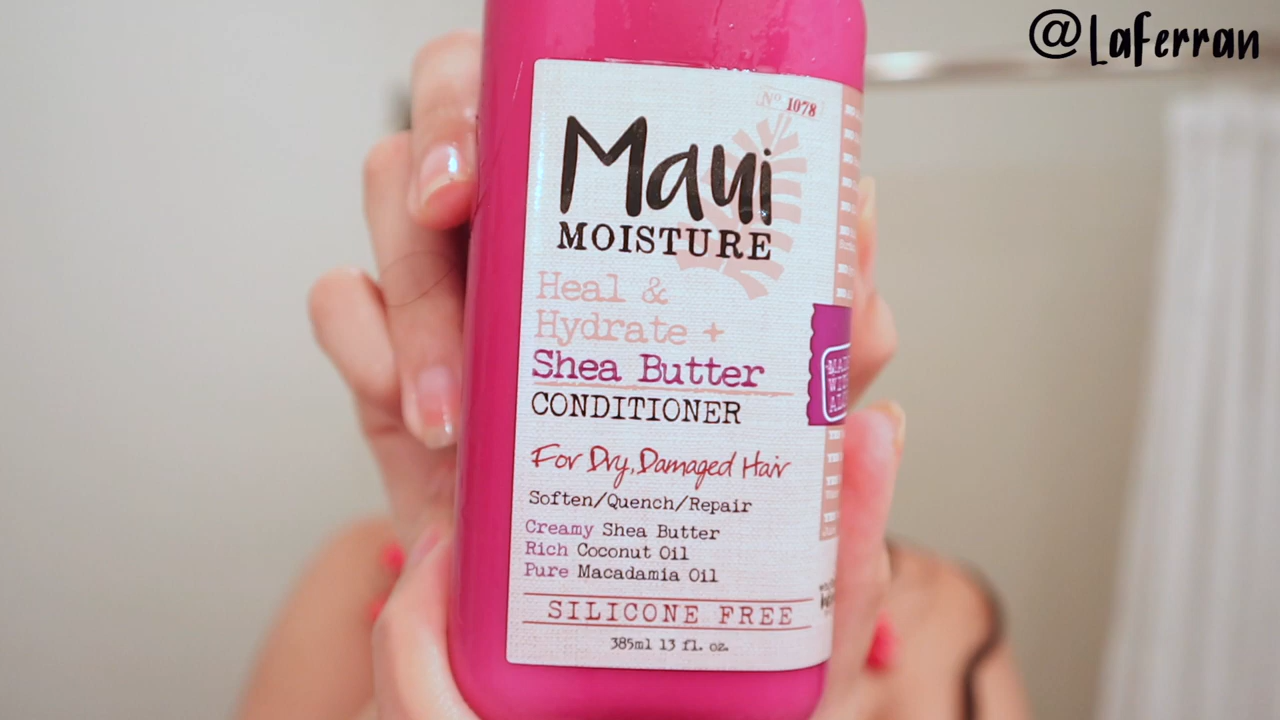 @LaFerran
Nº 1078
Maui
MOISTURE
Heal &
Hydrate +
Shea Butter
CONDITIONER
For Dry, Damaged Hair
Soften/Quench/Repair
Creamy Shea Butter
Rich Coconut Oil
Pure Macadamia Oil
SILICONE FREE
385ml 13 fl. oz.